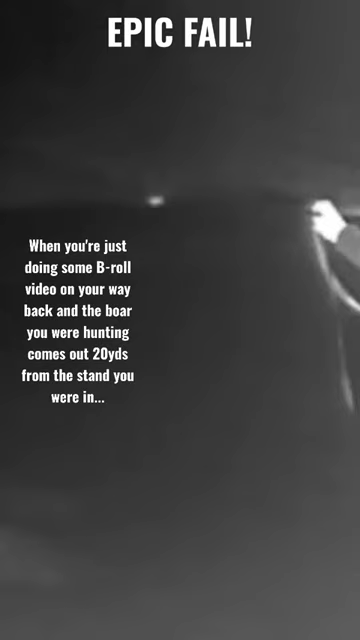 EPIC FAIL!
When you're just
doing some B-roll
video on your way
back and the boar
you were hunting
comes out 20yds
from the stand you
were in...